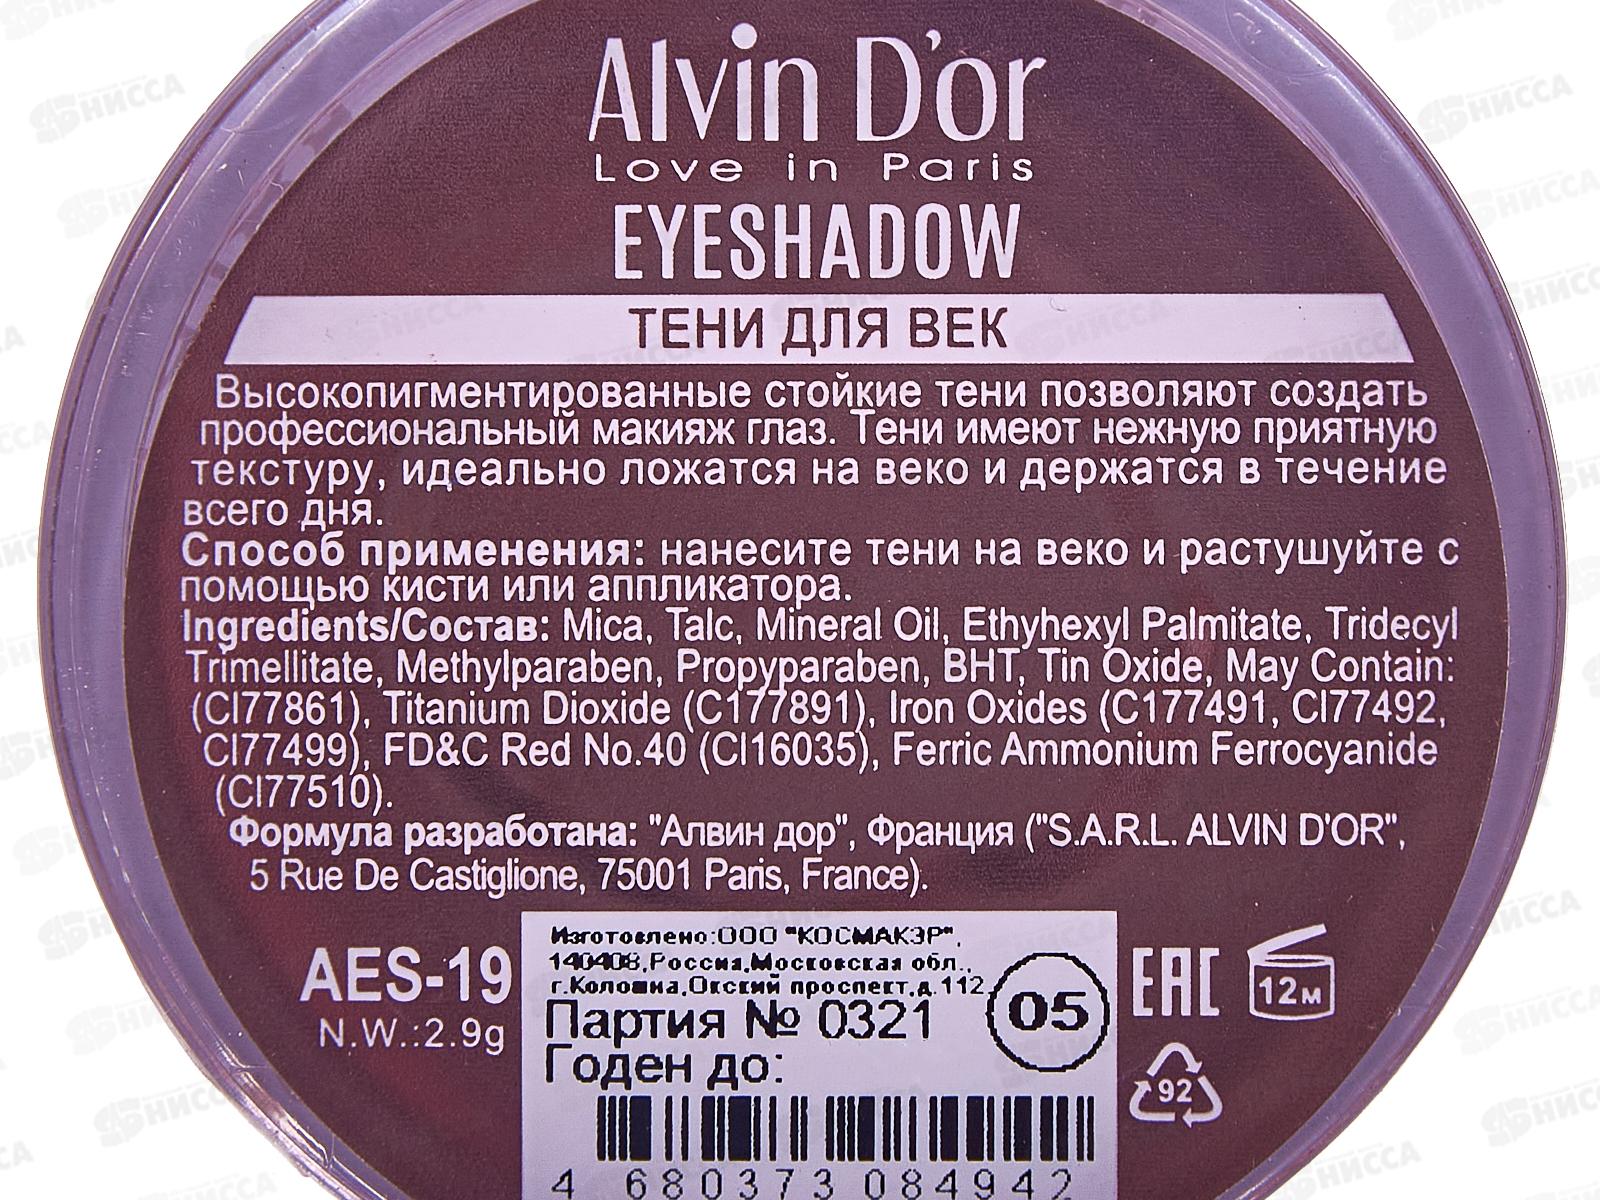 Alvin D'or
Love in Paris
EYESHADOW
ТЕНИ ДЛЯ ВЕК
Высокопигментированные стойкие тени позволяют создать
профессиональный макияж глаз. Тени имеют нежную приятную
текстуру, идеально ложатся на веко и держатся в течение
всего дня.
Способ применения: нанесите тени на веко и растушуйте с
помощью кисти или аппликатора.
Ingredients/Состав: Mica, Talc, Mineral Oil, Ethyhexyl Palmitate, Tridecyl
Trimellitate, Methylparaben, Propyparaben, BHT, Tin Oxide, May Contain:
(CI77861), Titanium Dioxide (C177891), Iron Oxides (C177491, CI77492,
CI77499), FD&C Red No.40 (CI16035), Ferric Ammonium Ferrocyanide
(CI77510).
Формула разработана: "Алвин дор", Франция ("S.A.R.L. ALVIN D'OR",
5 Rue De Castiglione, 75001 Paris, France).
AES-19
N.W.:2.9g
Изготовлено:ООО "КОСМАКЭР",
140408,Россия,Московская обл.,
г.Коломна,Окский проспект,д.112
Партия № 0321
Годен до:
05
4 680373 084942
EAC
12м
92
НИССА